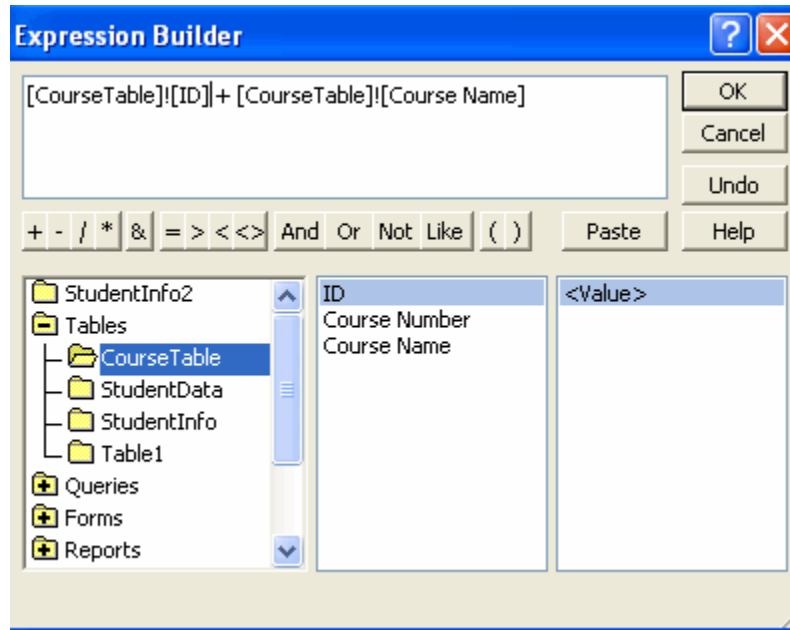 Expression Builder
?
[CourseTable]![ID]+ [CourseTable]![Course Name]
OK
Cancel
Undo
+ - / * & = > < <> And Or Not Like ( ) Paste Help
StudentInfo2
Tables
CourseTable
StudentData
StudentInfo
Table1
Queries
Forms
Reports
ID
Course Number
Course Name
<Value>